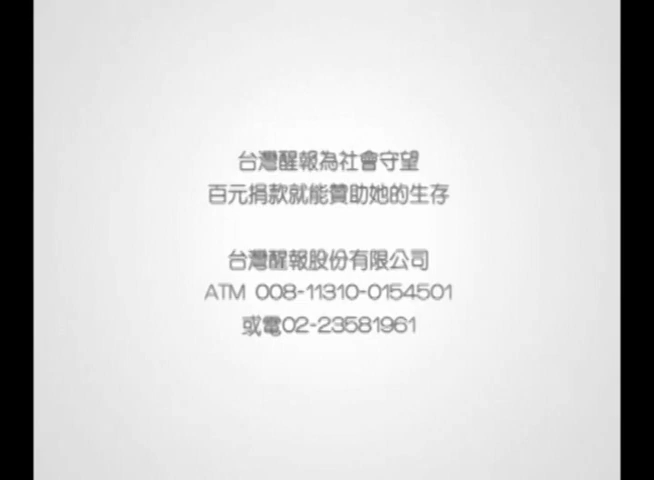 台灣醒報為社會守望
百元捐款就能贊助她的生存
台灣醒報股份有限公司
ATM 008-11310-0154501
或電02-23581961